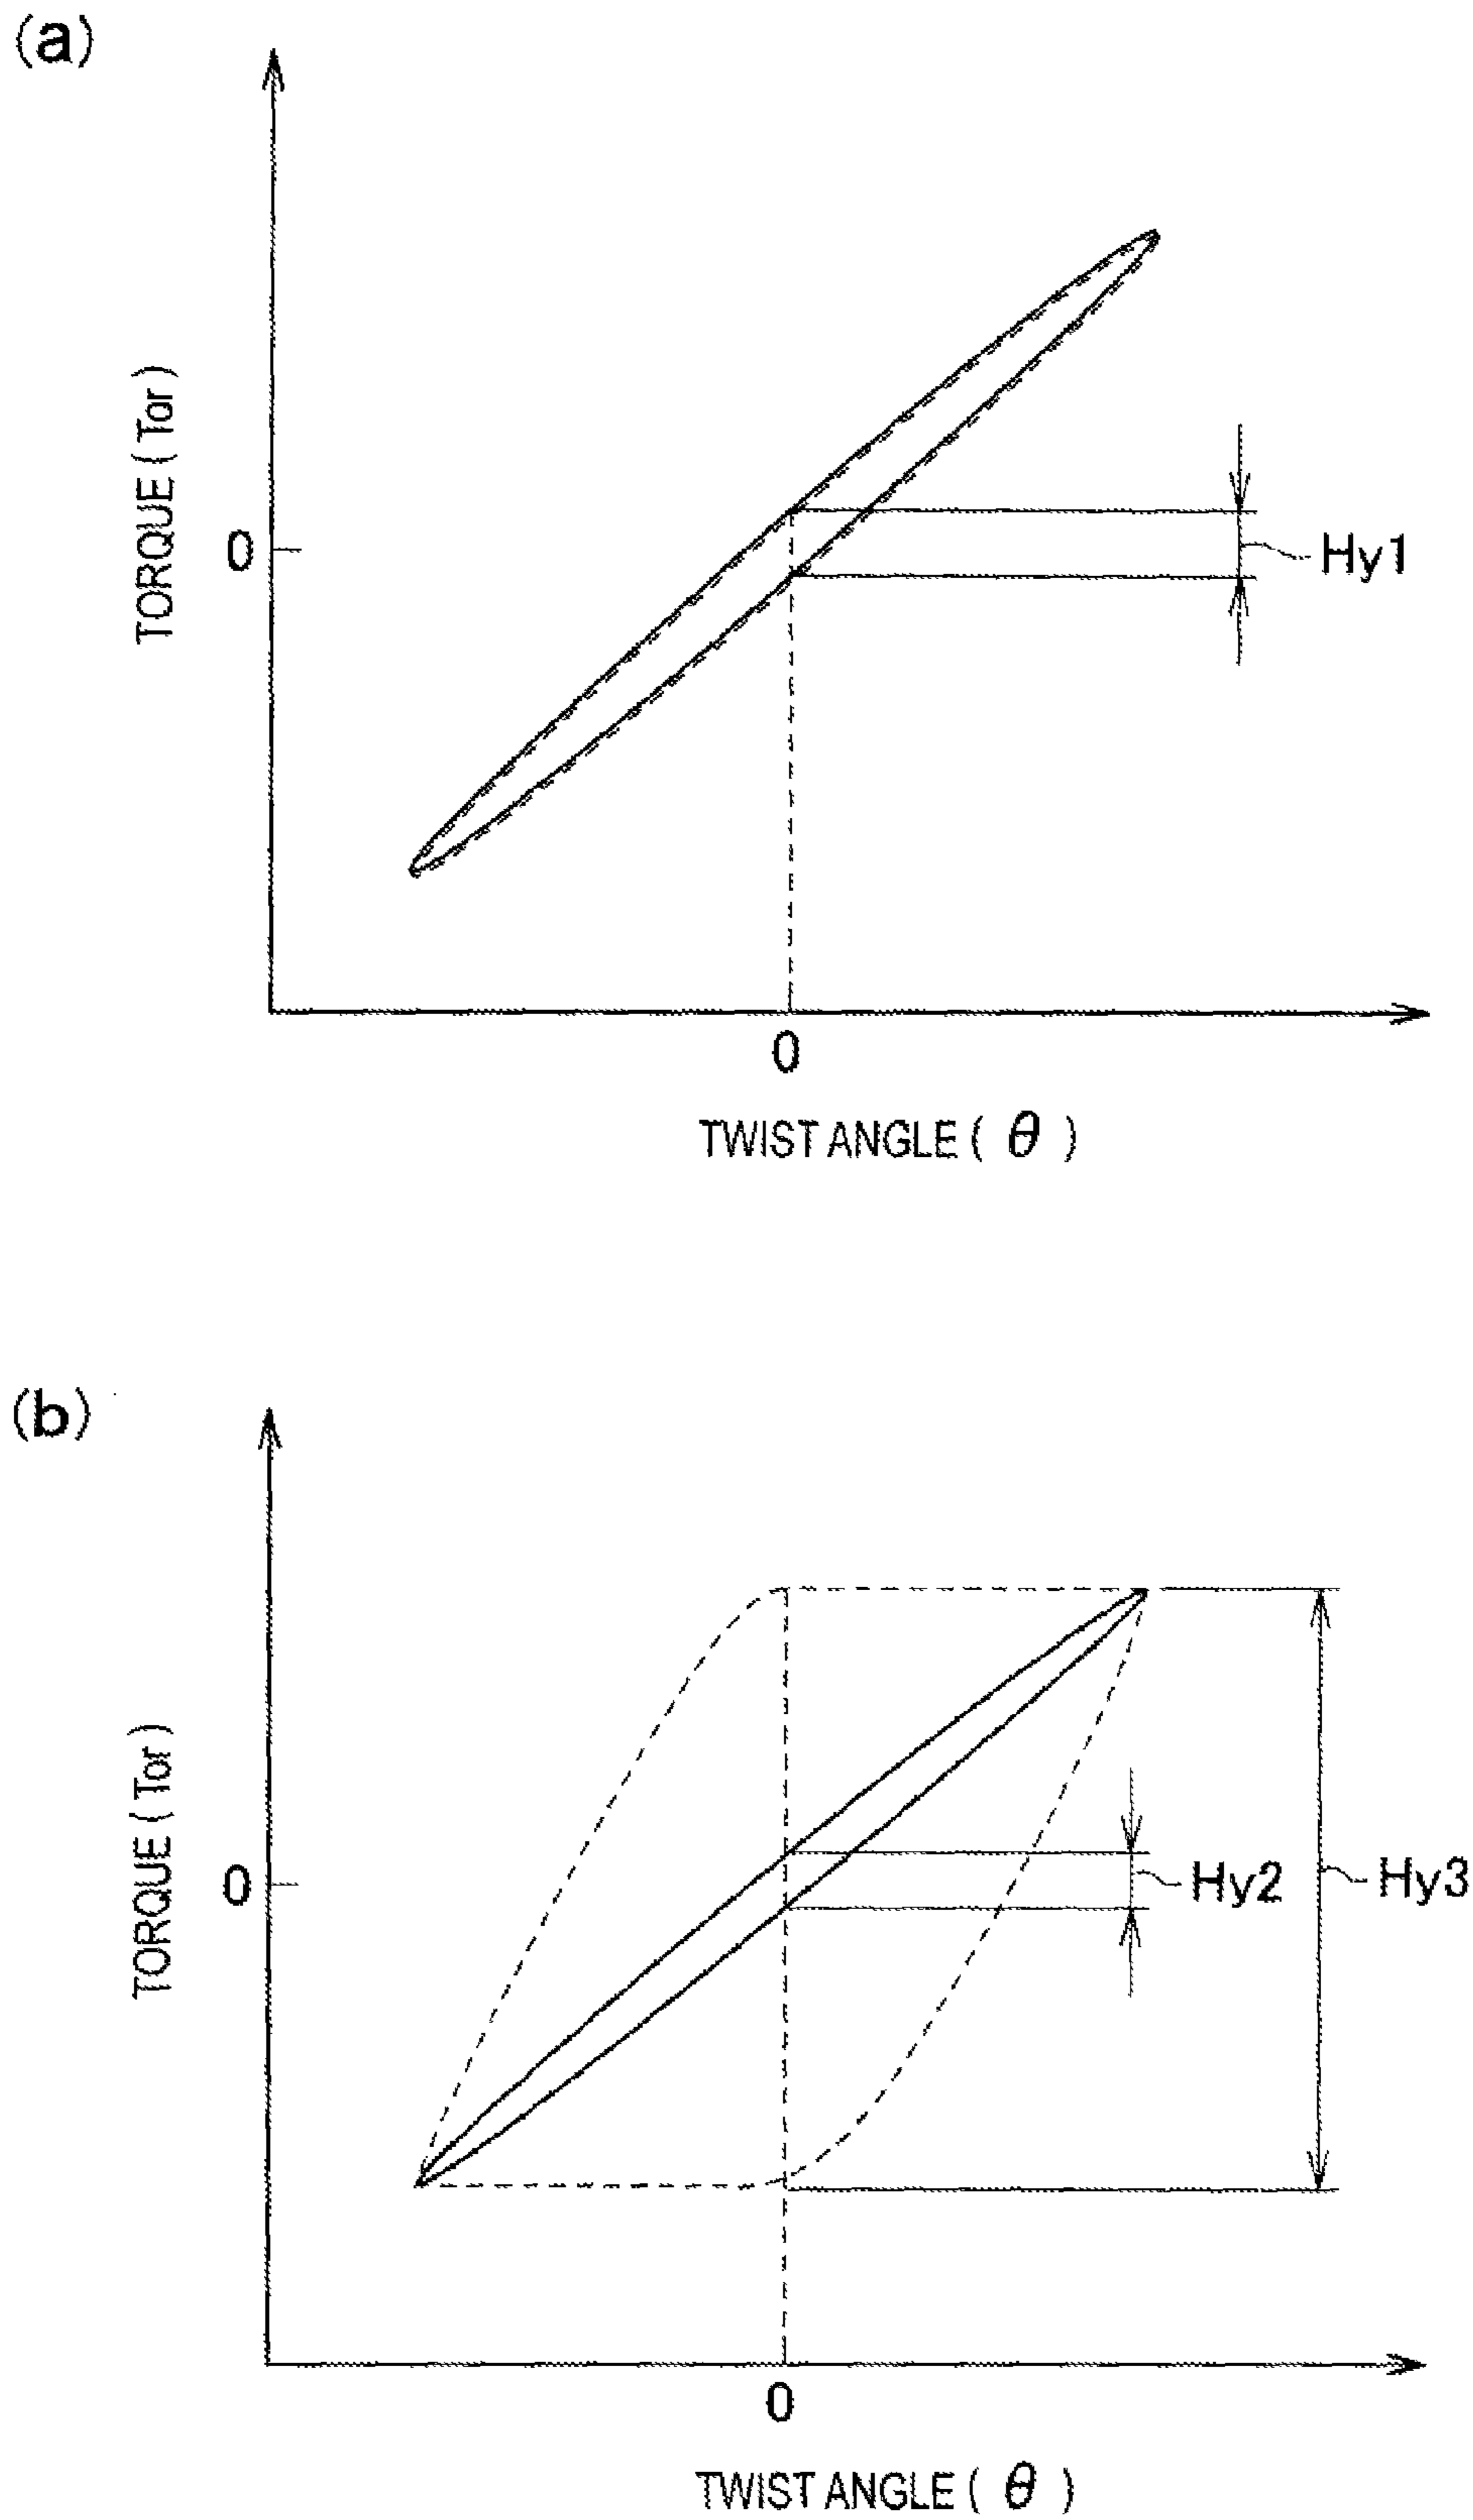 (a)
TORQUE ( Tor )
0
Hy1
0
TWIST ANGLE ( θ )
(b)
TORQUE ( Tor )
0
Hy2
Hy3
0
TWIST ANGLE ( θ )